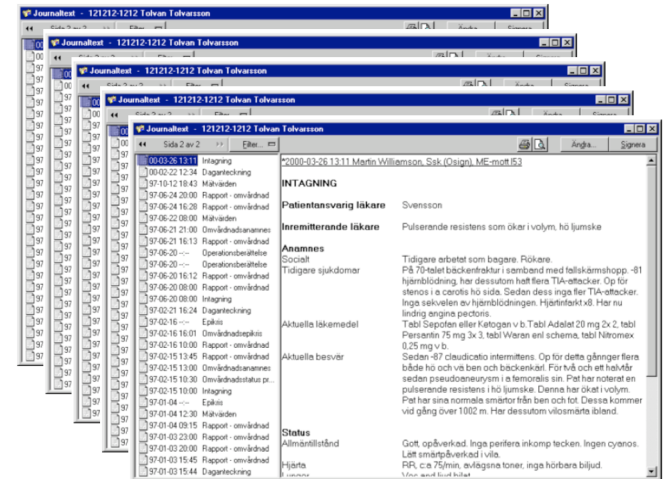 Journaltext - 121212-1212 Tolvan Tolvarsson
Sida 2 av 2 Filter... Ändra... Signera
Journaltext - 121212-1212 Tolvan Tolvarsson
Journaltext - 121212-1212 Tolvan Tolvarsson
Journaltext - 121212-1212 Tolvan Tolvarsson
Journaltext - 121212-1212 Tolvan Tolvarsson
Sida 2 av 2 Filter... Ändra... Signera
00-03-26 13:11 Intagning
00-02-22 12:34 Daganteckning
97-10-12 18:43 Mätvärden
97-06-24 20:00 Rapport - omvårdnad
97-06-24 16:28 Rapport - omvårdnad
97-06-22 08:00 Mätvärden
97-06-21 21:00 Omvårdnadsanamnes
97-06-21 16:13 Rapport - omvårdnad
97-06-20 --:-- Operationsberättelse
97-06-20 --:-- Operationsberättelse
97-06-20 16:12 Rapport - omvårdnad
97-06-20 08:00 Rapport - omvårdnad
97-06-20 08:00 Intagning
97-02-21 16:24 Daganteckning
97-02-16 --:-- Epikris
97-02-16 16:01 Omvårdnadsepikris
97-02-16 10:00 Rapport - omvårdnad
97-02-15 13:45 Rapport - omvårdnad
97-02-15 13:00 Omvårdnadsanamnes
97-02-15 10:30 Omvårdnadsstatus pr...
97-02-15 10:00 Intagning
97-01-04 --:-- Epikris
97-01-04 12:30 Mätvärden
97-01-04 09:15 Rapport - omvårdnad
97-01-03 23:00 Rapport - omvårdnad
97-01-03 20:00 Rapport - omvårdnad
97-01-03 15:45 Rapport - omvårdnad
97-01-03 15:44 Daganteckning
*2000-03-26 13:11 Martin Williamson, Ssk (Osign), ME-mott I53
INTAGNING
Patientansvarig läkare Svensson
Inremitterande läkare Pulserande resistens som ökar i volym, hö ljumske
Anamnes
Socialt Tidigare arbetat som bagare. Rökare.
Tidigare sjukdomar På 70-talet bäckenfraktur i samband med fallskärmshopp. -81
hjärnblödning, har dessutom haft flera TIA-attacker. Op för
stenos i carotis hö sida. Sedan dess inga fler TIA-attacker.
Inga sekvelen av hjärnblödningen. Hjärtinfarkt x8. Har nu
lindrig angina pectoris.
Aktuella läkemedel Tabl Sepotan eller Ketogan v b. Tabl Adalat 20 mg 2x 2, tabl
Persantin 75 mg 3x 3, tabl Waran enl schema, tabl Nitromex
0,25 mg v b.
Aktuella besvär Sedan -87 claudicatio intermittens. Op för detta gånnger flera
både hö och vä ben och bäckenkärl. För två och ett halvtår
sedan pseudoaneurysm i a femoralis sin. Pat har noterat en
pulserande resistens i hö ljumske. Denna har ökat i volym.
Pat har sina normala smärtor från ben och fot. Dessa kommer
vid gång över 1002 m. Har dessutom vilosmärta ibland.
Status
Allmäntillstånd Gott, opåverkad. Inga perifera inkomp tecken. Ingen cyanos.
Lätt smärtpåverkad i vila.
Hjärta RR, c:a 75/min, avlägsna toner, inga hörbara biljud.